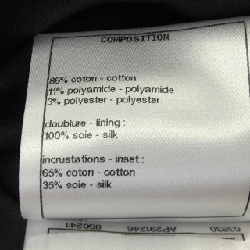 COMPOSITION
86% coton - cotton
11% polyamide - polyamide
3% polyester - polyester
doublure - lining :
100% soie - silk
incrustations - inset :
65% coton - cotton
35% soie - silk